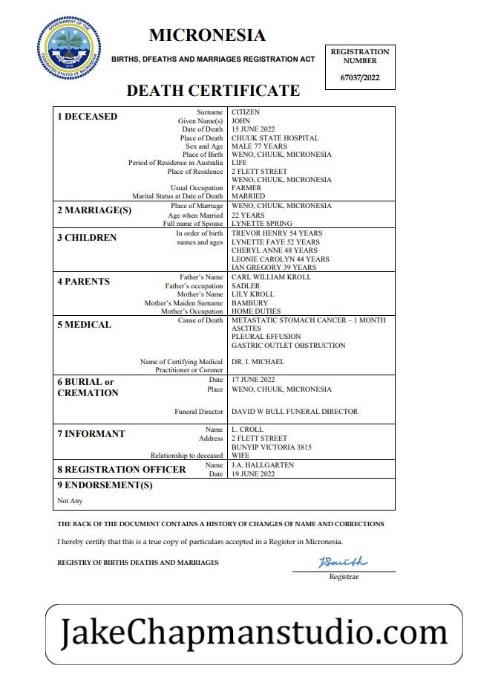 MICRONESIA
BIRTHS, DFEATHS AND MARRIAGES REGISTRATION ACT
REGISTRATION
NUMBER
67037/2022
DEATH CERTIFICATE
1 DECEASED
Surname CITIZEN
Given Name(s) JOHN
Date of Death 15 JUNE 2022
Place of Death CHUUK STATE HOSPITAL
Sex and Age MALE 77 YEARS
Place of Birth WENO, CHUUK, MICRONESIA
Period of Residence in Australia LIFE
Place of Residence 2 FLETT STREET
WENO, CHUUK, MICRONESIA
Usual Occupation FARMER
Marital Status at Date of Death MARRIED
2 MARRIAGE(S)
Place of Marriage WENO, CHUUK, MICRONESIA
Age when Married 22 YEARS
Full name of Spouse LYNETTE SPRING
3 CHILDREN
In order of birth TREVOR HENRY 54 YEARS
names and ages LYNETTE FAYE 52 YEARS
CHERYL ANNE 48 YEARS
LEONIE CAROLYN 44 YEARS
IAN GREGORY 39 YEARS
4 PARENTS
Father's Name CARL WILLIAM KROLL
Father's occupation SADLER
Mother's Name LILY KROLL
Mother's Maiden Surname BAMBURY
Mother's Occupation HOME DUTIES
5 MEDICAL
Cause of Death METASTATIC STOMACH CANCER – 1 MONTH
ASCITES
PLEURAL EFFUSION
GASTRIC OUTLET OBSTRUCTION
Name of Certifying Medical DR. I. MICHAEL
Practitioner or Coroner
6 BURIAL or
CREMATION
Date 17 JUNE 2022
Place WENO, CHUUK, MICRONESIA
Funeral Director DAVID W BULL FUNERAL DIRECTOR
7 INFORMANT
Name L. CROLL
Address 2 FLETT STREET
BUNYIP VICTORIA 3815
Relationship to deceased WIFE
8 REGISTRATION OFFICER
Name J.A. HALLGARTEN
Date 19 JUNE 2022
9 ENDORSEMENT(S)
Not Any
THE BACK OF THE DOCUMENT CONTAINS A HISTORY OF CHANGES OF NAME AND CORRECTIONS
I hereby certify that this is a true copy of particulars accepted in a Register in Micronesia.
REGISTRY OF BIRTHS DEATHS AND MARRIAGES
JSmith
Registrar
JakeChapmanstudio.com